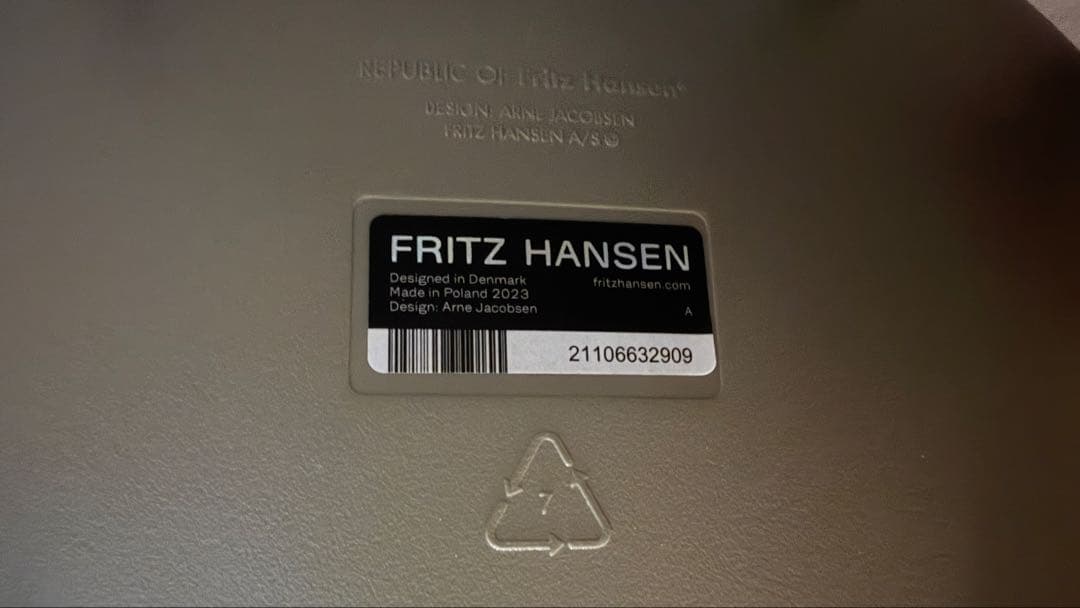 REPUBLIC OF Fritz Hansen®
DESIGN: ARNE JACOBSEN
FRITZ HANSEN A/S ©
FRITZ HANSEN
Designed in Denmark
fritzhansen.com
Made in Poland 2023
Design: Arne Jacobsen
A
21106632909
7